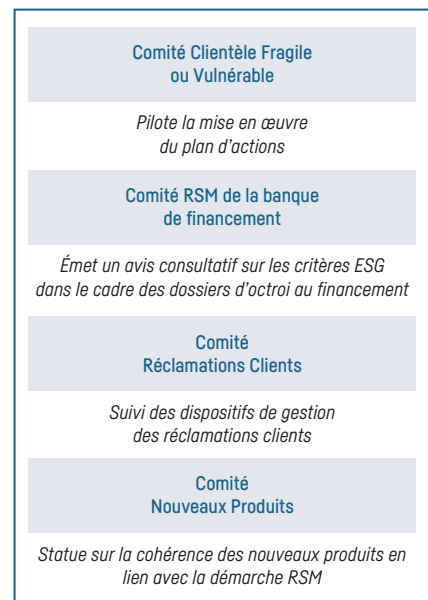 Comité Clientèle Fragile
ou Vulnérable
Pilote la mise en œuvre
du plan d'actions
Comité RSM de la banque
de financement
Émet un avis consultatif sur les critères ESG
dans le cadre des dossiers d'octroi au financement
Comité
Réclamations Clients
Suivi des dispositifs de gestion
des réclamations clients
Comité
Nouveaux Produits
Statue sur la cohérence des nouveaux produits en
lien avec la démarche RSM